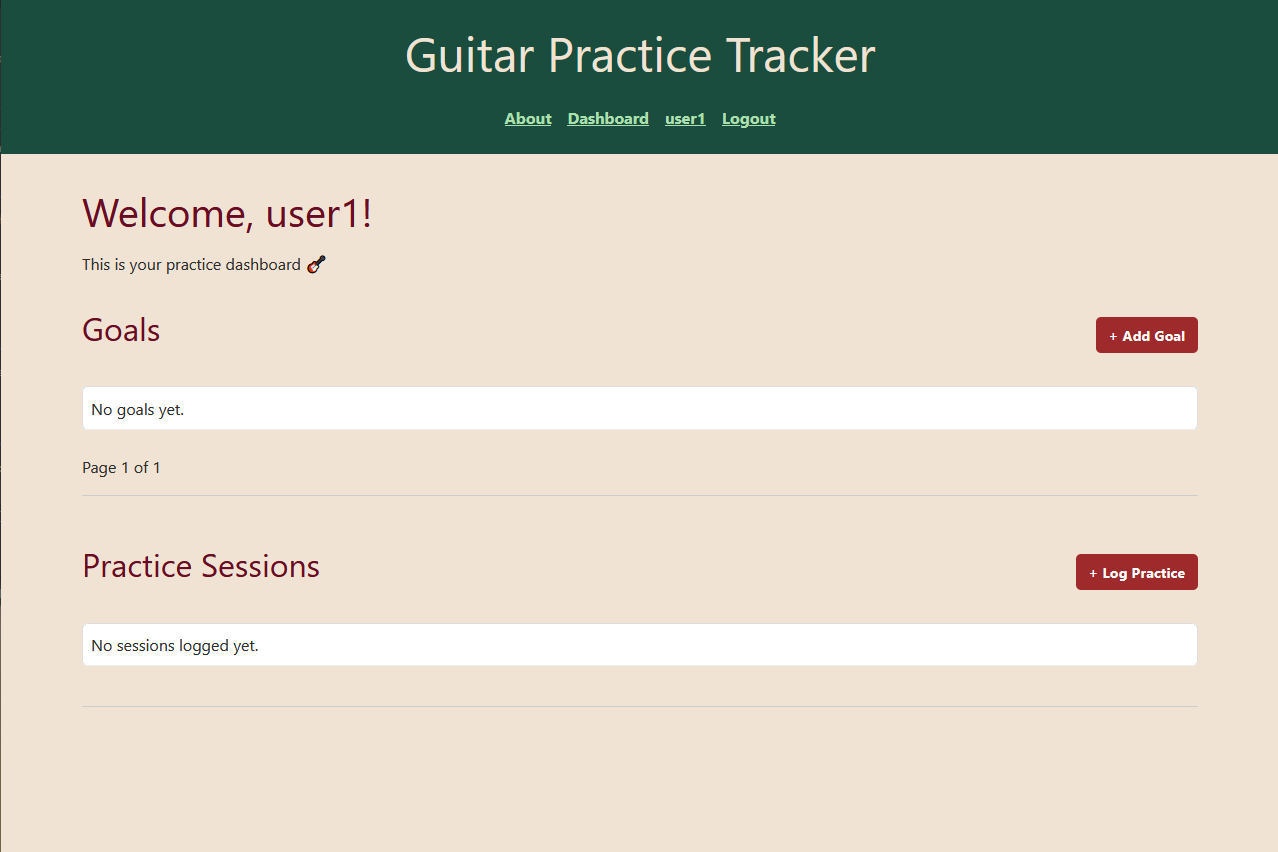 Guitar Practice Tracker
About Dashboard user1 Logout
Welcome, user1!
This is your practice dashboard 🎸
Goals
+ Add Goal
No goals yet.
Page 1 of 1
Practice Sessions
+ Log Practice
No sessions logged yet.